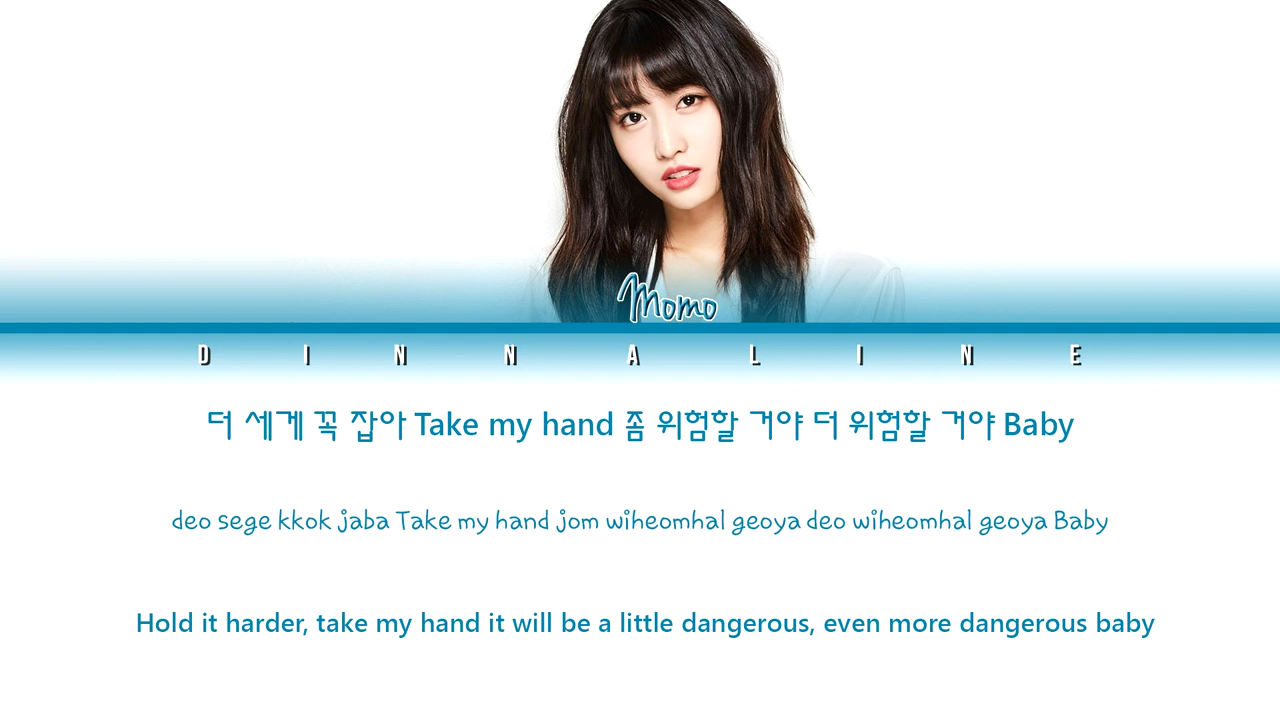 Momo
DINNALINE
더 세게 꼭 잡아 Take my hand 좀 위험할 거야 더 위험할 거야 Baby
deo sege kkok jaba Take my hand jom wiheomhal geoya deo wiheomhal geoya Baby
Hold it harder, take my hand it will be a little dangerous, even more dangerous baby